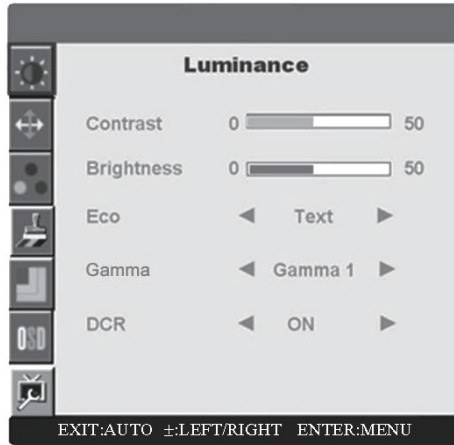 Luminance
Contrast 0 50
Brightness 0 50
Eco ◀ Text ▶
Gamma ◀ Gamma 1 ▶
DCR ◀ ON ▶
OSD
EXIT:AUTO ±:LEFT/RIGHT ENTER:MENU